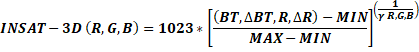 INSAT − 3D (R, G, B) = 1023 * [((BT, ΔBT, R, ΔR) − MIN) / (MAX − MIN)]^(1 / γ R,G,B)